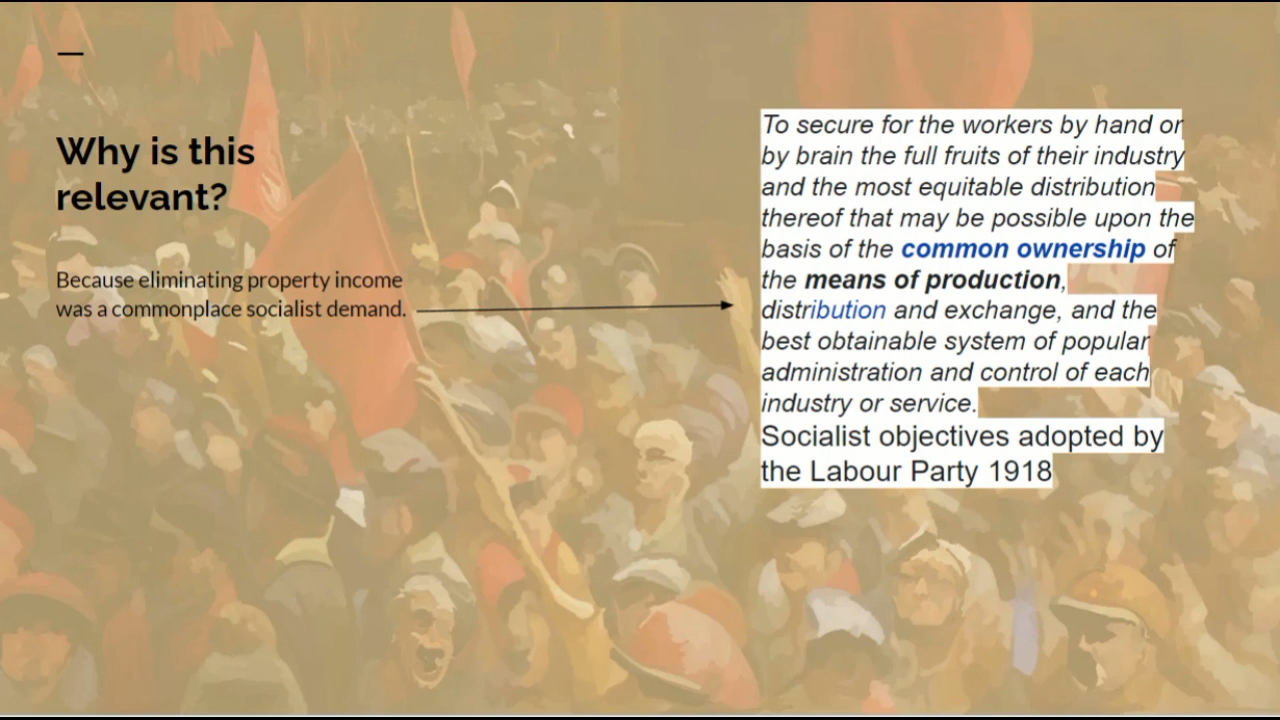 Why is this
relevant?
Because eliminating property income
was a commonplace socialist demand.
To secure for the workers by hand or
by brain the full fruits of their industry
and the most equitable distribution
thereof that may be possible upon the
basis of the common ownership of
the means of production,
distribution and exchange, and the
best obtainable system of popular
administration and control of each
industry or service.
Socialist objectives adopted by
the Labour Party 1918